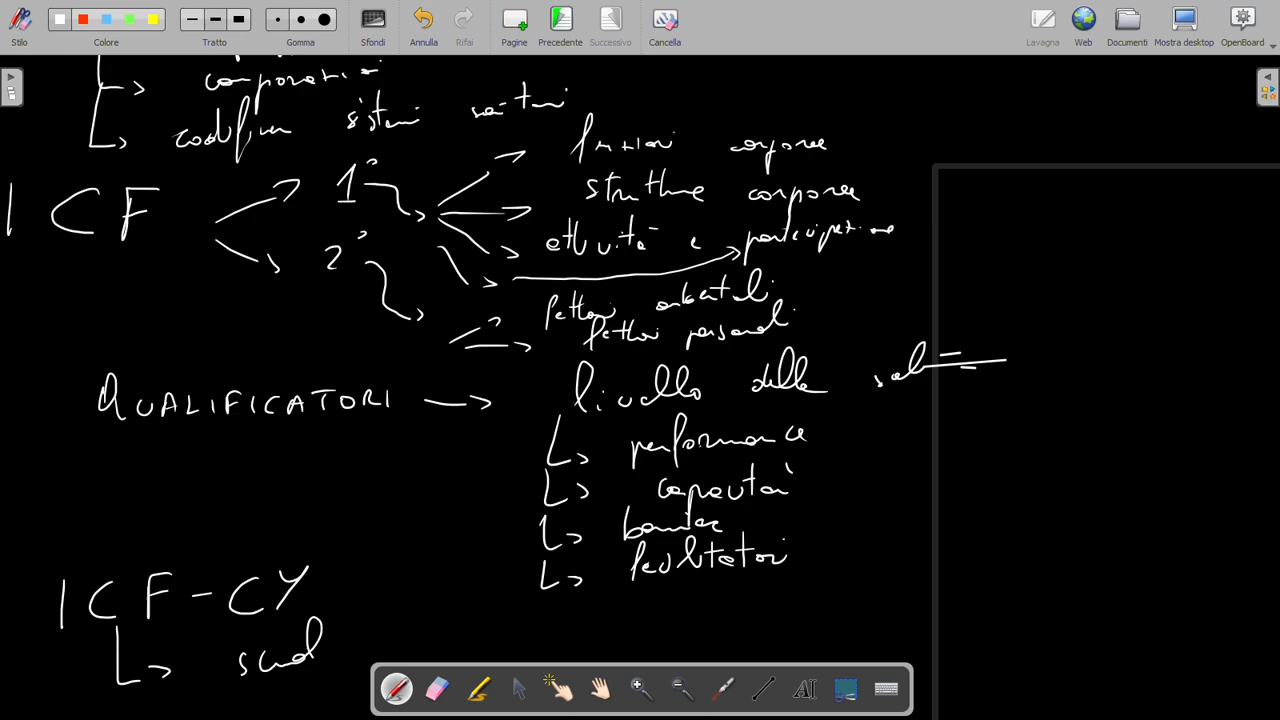 Stilo Colore Tratto Gomma Sfondi Annulla Rifai Pagine Precedente Successivo Cancella Lavagna Web Documenti Mostra desktop OpenBoard
codifica sistemi sanitari
ICF
1°
funzioni corporee
strutture corporee
attività e partecipazione
2°
fattori ambientali
fattori personali
QUALIFICATORI livello della salute
performance
capacità
barriere
facilitatori
ICF-CY
AI